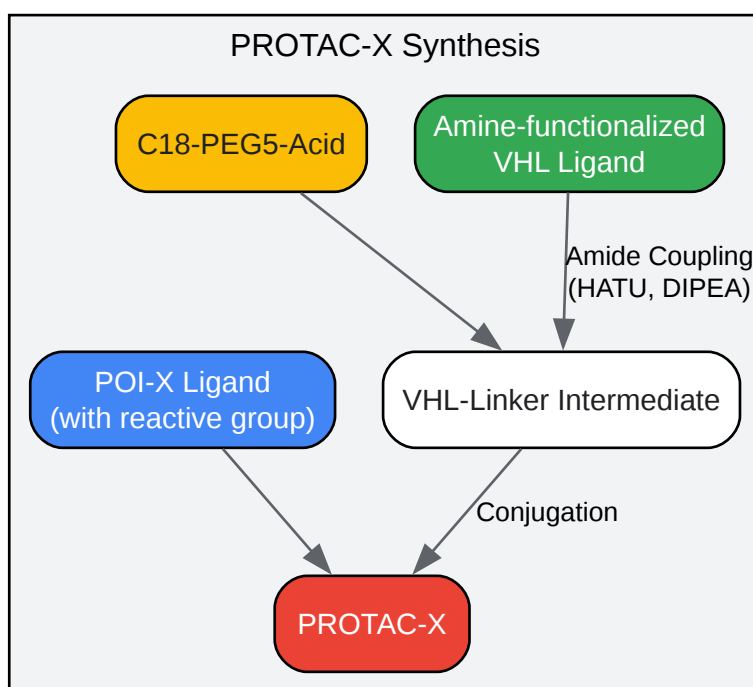 PROTAC-X Synthesis
C18-PEG5-Acid
Amine-functionalized
VHL Ligand
Amide Coupling
(HATU, DIPEA)
POI-X Ligand
(with reactive group)
VHL-Linker Intermediate
Conjugation
PROTAC-X